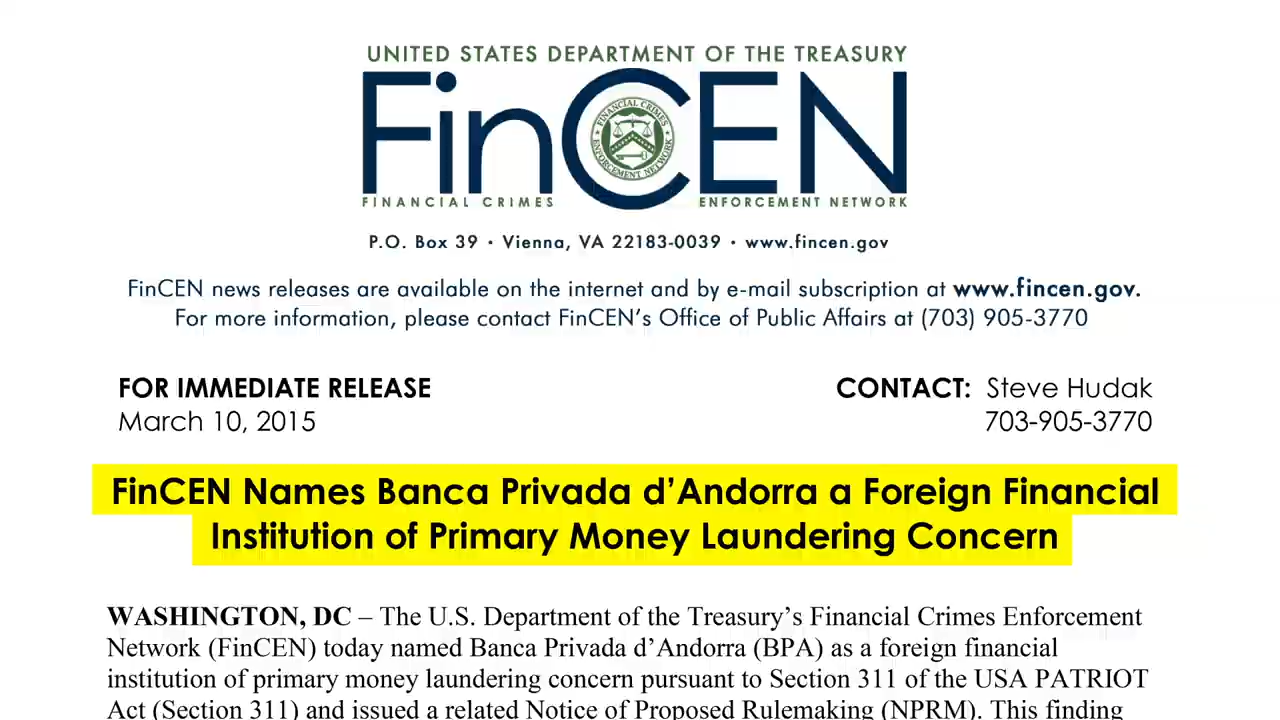 UNITED STATES DEPARTMENT OF THE TREASURY
FinCEN
FINANCIAL CRIMES
ENFORCEMENT NETWORK
FINANCIAL CRIMES ENFORCEMENT NETWORK
P.O. Box 39 · Vienna, VA 22183-0039 · www.fincen.gov
FinCEN news releases are available on the internet and by e-mail subscription at www.fincen.gov.
For more information, please contact FinCEN’s Office of Public Affairs at (703) 905-3770
FOR IMMEDIATE RELEASE CONTACT: Steve Hudak
March 10, 2015 703-905-3770
FinCEN Names Banca Privada d’Andorra a Foreign Financial
Institution of Primary Money Laundering Concern
WASHINGTON, DC – The U.S. Department of the Treasury’s Financial Crimes Enforcement
Network (FinCEN) today named Banca Privada d’Andorra (BPA) as a foreign financial
institution of primary money laundering concern pursuant to Section 311 of the USA PATRIOT
Act (Section 311) and issued a related Notice of Proposed Rulemaking (NPRM). This finding